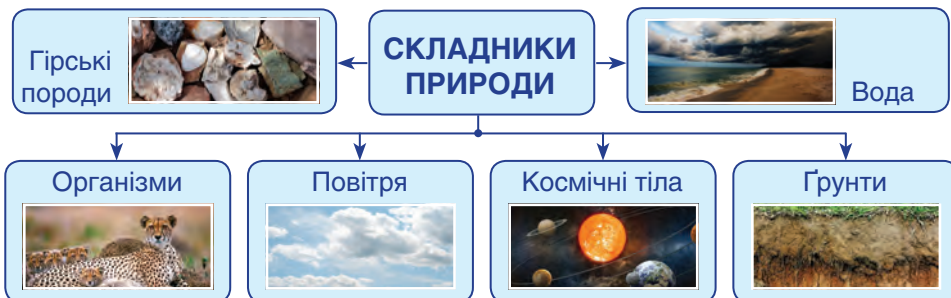 Гірські
породи
СКЛАДНИКИ
ПРИРОДИ
Вода
Організми
Повітря
Космічні тіла
Ґрунти